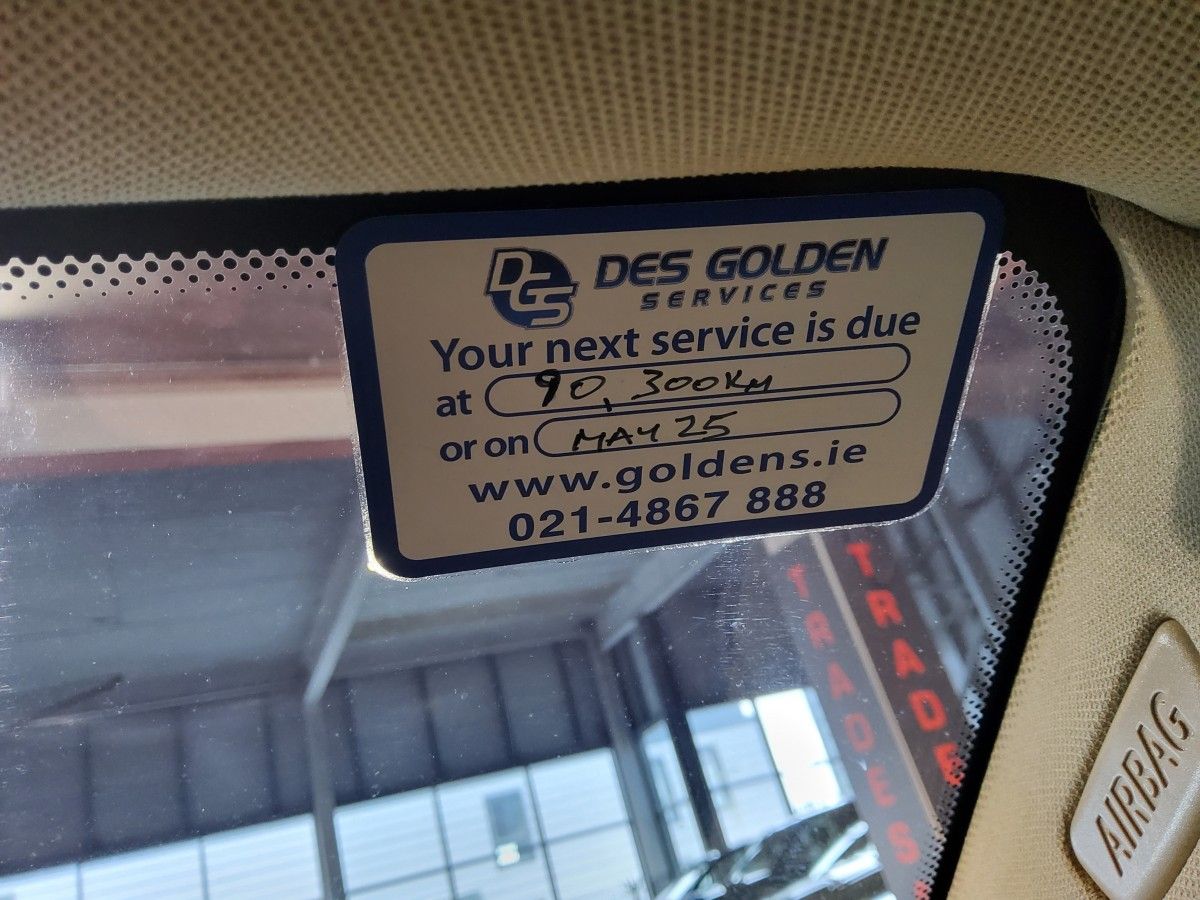 DGS DES GOLDEN
SERVICES
Your next service is due
at 90,300KM
or on MAY 25
www.goldens.ie
021-4867 888
TRADE
TRADES
AIRBAG